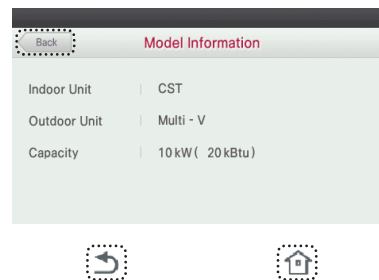 Back
Model Information
Indoor Unit CST
Outdoor Unit Multi - V
Capacity 10 kW ( 20 kBtu )